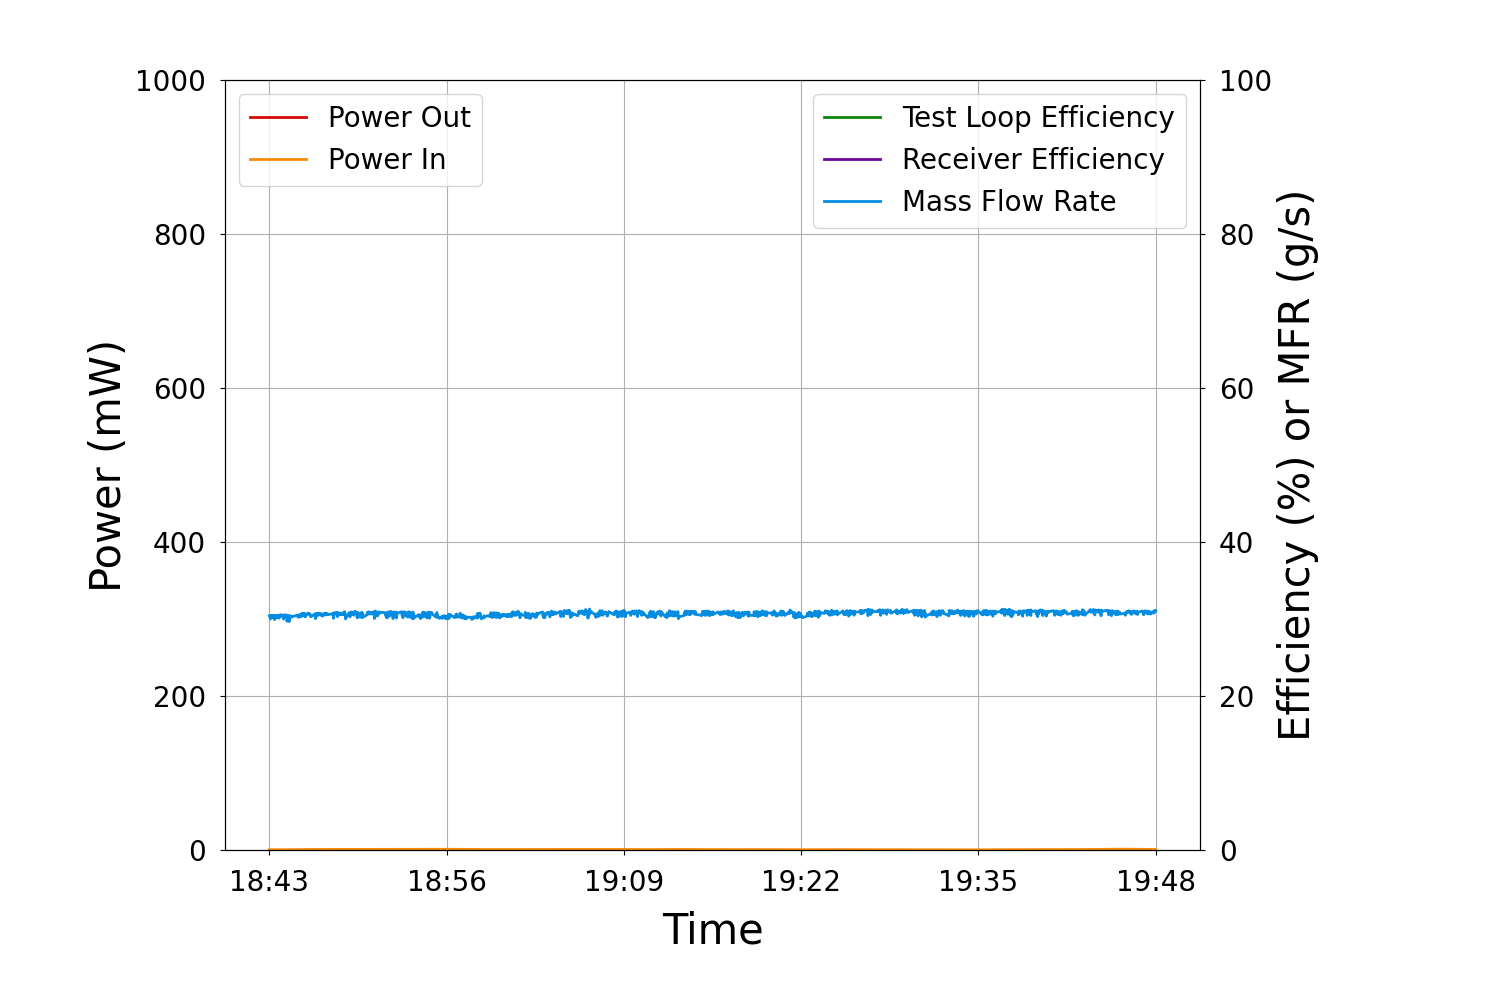 Power Out
Power In
Test Loop Efficiency
Receiver Efficiency
Mass Flow Rate
1000
800
600
400
200
0
Power (mW)
100
80
60
40
20
0
Efficiency (%) or MFR (g/s)
18:43 18:56 19:09 19:22 19:35 19:48
Time